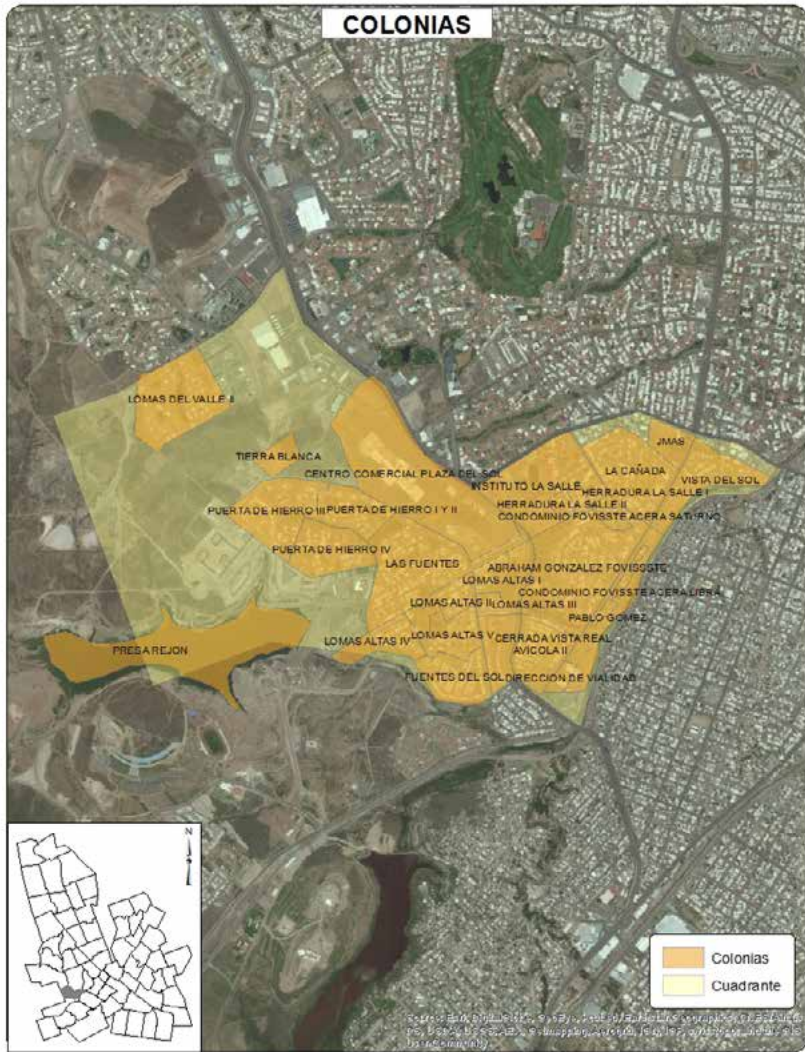 COLONIAS
LOMAS DEL VALLE II
TIERRA BLANCA
CENTRO COMERCIAL PLAZA DEL SOL
JMAS
LA CAÑADA
VISTA DEL SOL
INSTITUTO LA SALLE
HERRADURA LA SALLE I
HERRADURA LA SALLE II
CONDOMINIO FOVISSTE ACERA SATURNO
PUERTA DE HIERRO III
PUERTA DE HIERRO I Y II
PUERTA DE HIERRO IV
LAS FUENTES
ABRAHAM GONZALEZ FOVISSSTE
LOMAS ALTAS I
CONDOMINIO FOVISSTE ACERA LIBRA
LOMAS ALTAS II
LOMAS ALTAS III
PABLO GOMEZ
LOMAS ALTAS IV
LOMAS ALTAS V
CERRADA VISTA REAL
AVICOLA II
PRESA REJON
FUENTES DEL SOL
DIRECCION DE VIALIDAD
N
Colonias
Cuadrante